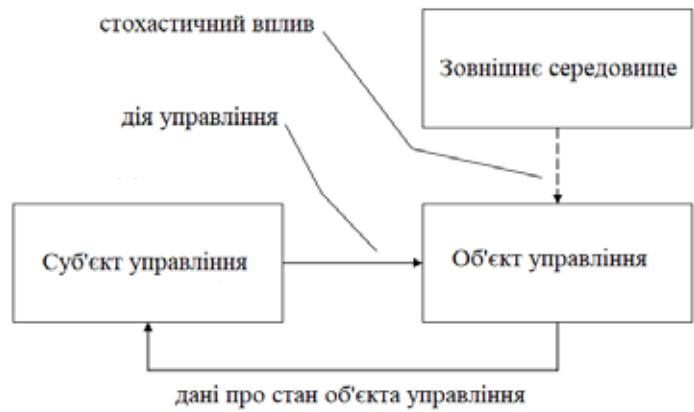 стохастичний вплив
Зовнішнє середовище
дія управління
Суб'єкт управління
Об'єкт управління
дані про стан об'єкта управління